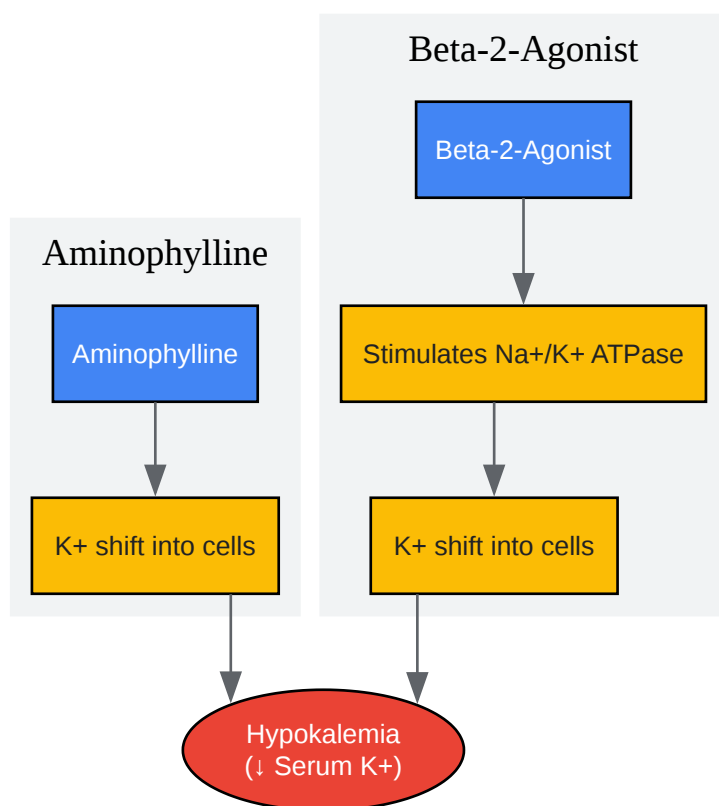 Beta-2-Agonist
Beta-2-Agonist
Stimulates Na+/K+ ATPase
K+ shift into cells
Aminophylline
Aminophylline
K+ shift into cells
Hypokalemia
(↓ Serum K+)